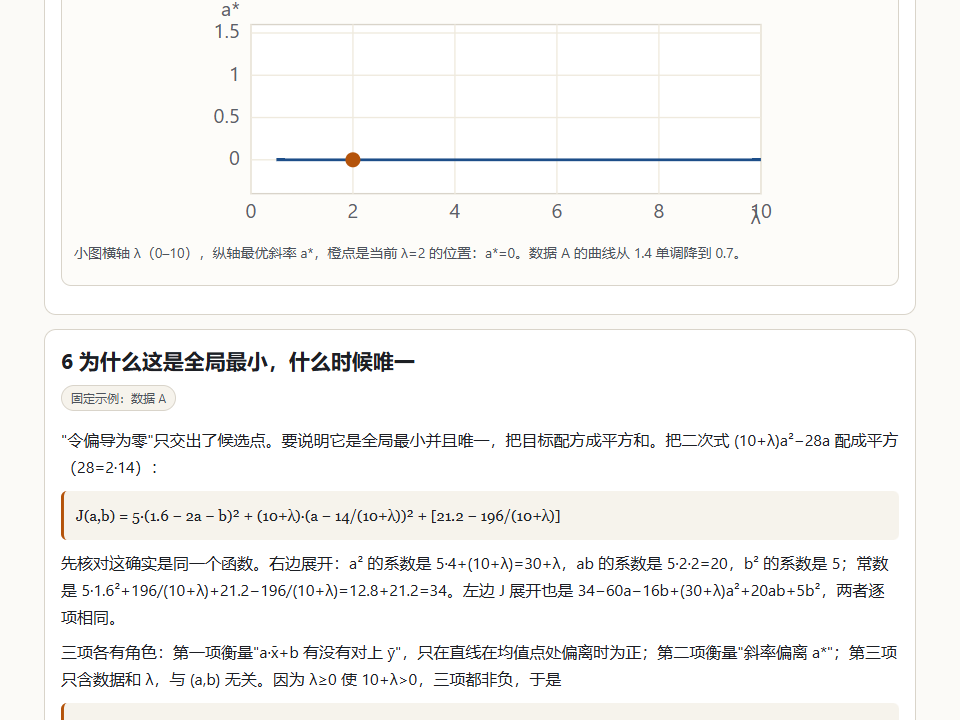 a*
1.5
1
0.5
0
0 2 4 6 8 10
λ
小图横轴 λ（0–10），纵轴最优斜率 a*，橙点是当前 λ=2 的位置：a*=0。数据 A 的曲线从 1.4 单调降到 0.7。
6 为什么这是全局最小，什么时候唯一
固定示例：数据 A
"令偏导为零"只交出了候选点。要说明它是全局最小并且唯一，把目标配方成平方和。把二次式 (10+λ)a²−28a 配成平方
（28=2·14）：
J(a,b) = 5·(1.6 − 2a − b)² + (10+λ)·(a − 14/(10+λ))² + [21.2 − 196/(10+λ)]
先核对这确实是同一个函数。右边展开：a² 的系数是 5·4+(10+λ)=30+λ，ab 的系数是 5·2·2=20，b² 的系数是 5；常数
是 5·1.6²+196/(10+λ)+21.2−196/(10+λ)=12.8+21.2=34。左边 J 展开也是 34−60a−16b+(30+λ)a²+20ab+5b²，两者逐
项相同。
三项各有角色：第一项衡量"a·x̄+b 有没有对上 ȳ"，只在直线在均值点处偏离时为正；第二项衡量"斜率偏离 a*"；第三项
只含数据和 λ，与 (a,b) 无关。因为 λ≥0 使 10+λ>0，三项都非负，于是